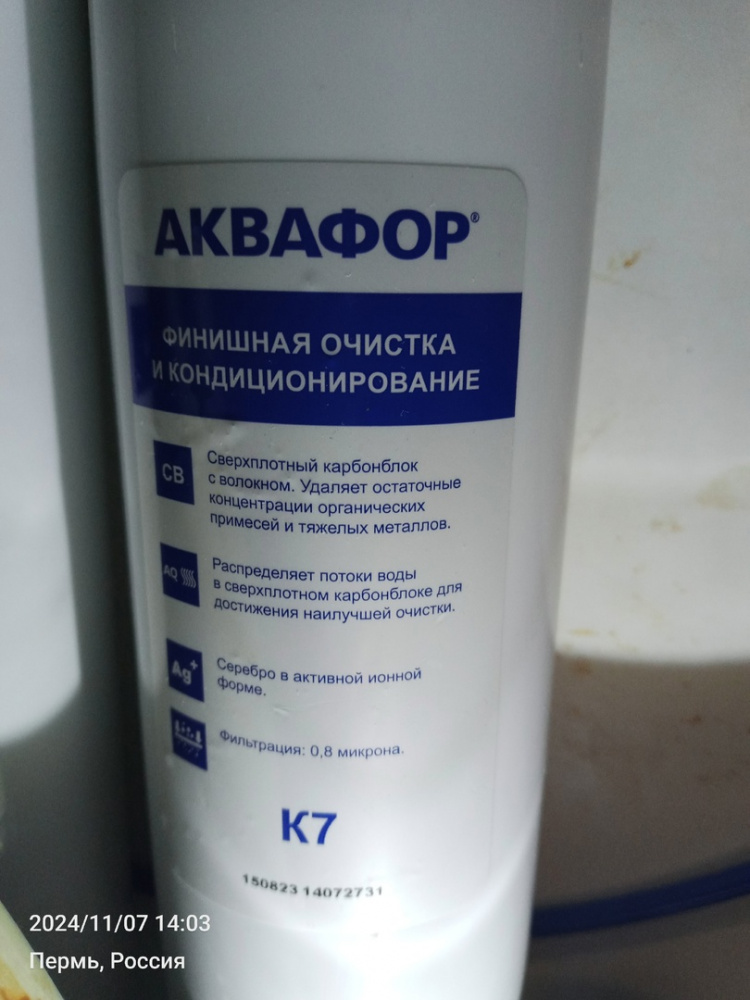 АКВАФОР®
ФИНИШНАЯ ОЧИСТКА
И КОНДИЦИОНИРОВАНИЕ
CB
Сверхплотный карбонблок
с волокном. Удаляет остаточные
концентрации органических
примесей и тяжелых металлов.
AQ
Распределяет потоки воды
в сверхплотном карбонблоке для
достижения наилучшей очистки.
Ag+
Серебро в активной ионной
форме.
Фильтрация: 0,8 микрона.
К7
150823 14072731
2024/11/07 14:03
Пермь, Россия